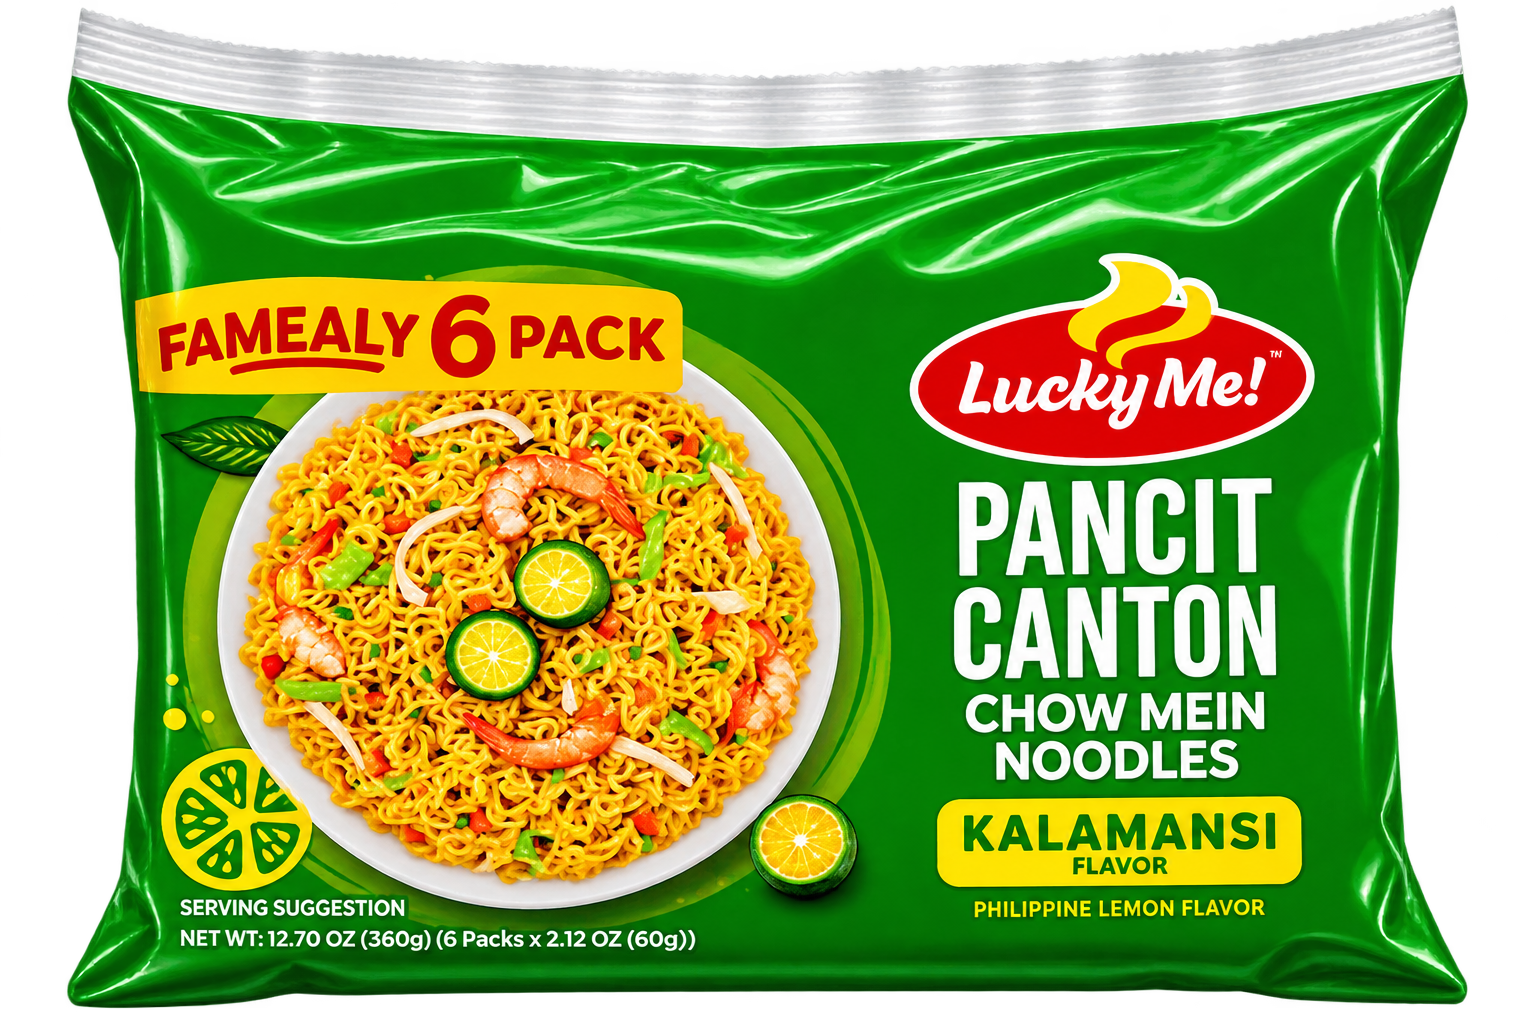 FAMEALY 6 PACK
Lucky Me!™
PANCIT
CANTON
CHOW MEIN
NOODLES
KALAMANSI
FLAVOR
PHILIPPINE LEMON FLAVOR
SERVING SUGGESTION
NET WT: 12.70 OZ (360g) (6 Packs x 2.12 OZ (60g))